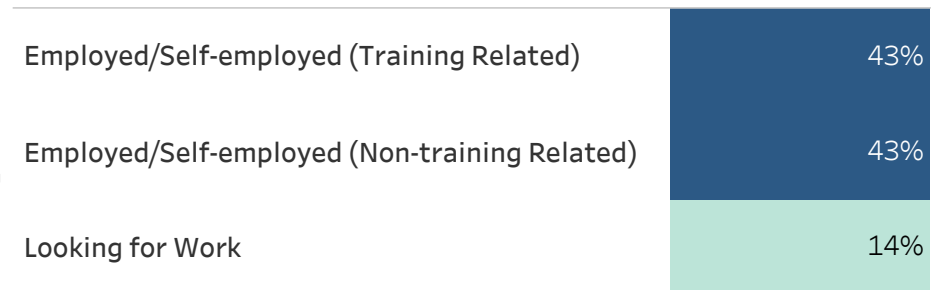 Employed/Self-employed (Training Related) 43%
Employed/Self-employed (Non-training Related) 43%
Looking for Work 14%